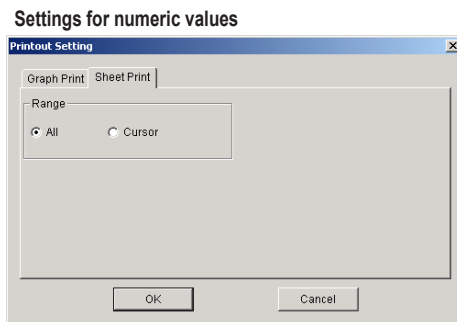 Settings for numeric values
Printout Setting
Graph Print Sheet Print
Range
All Cursor
OK Cancel